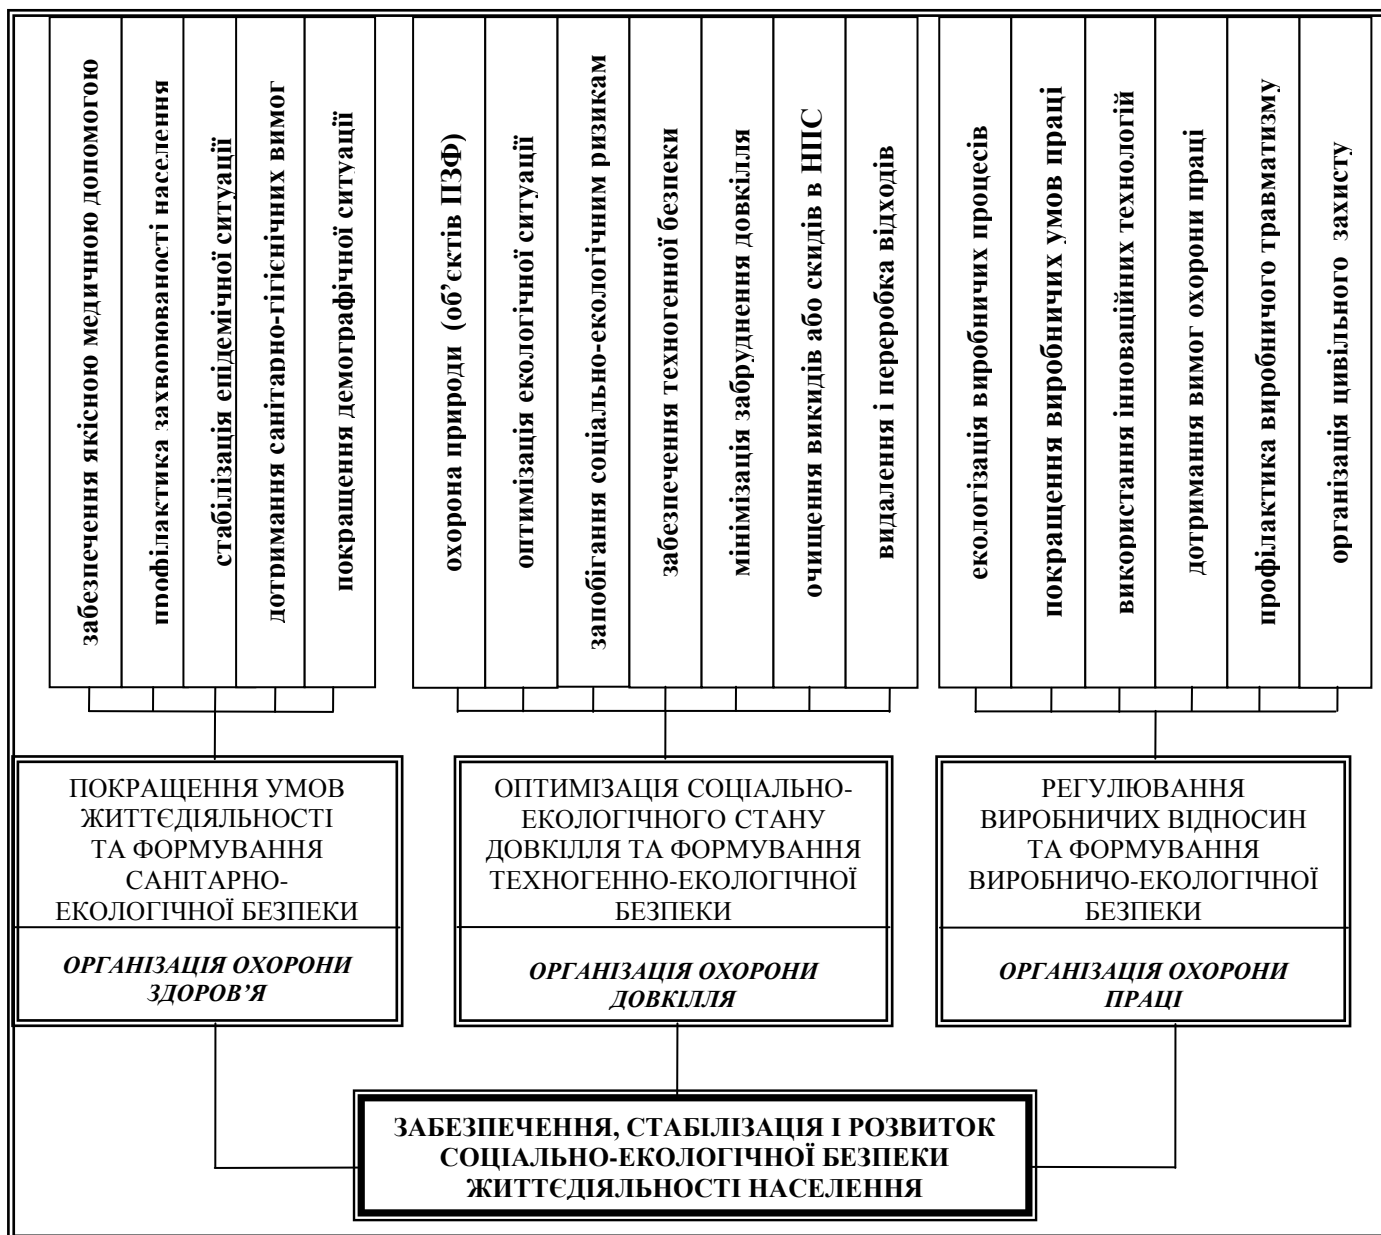 забезпечення якісною медичною допомогою
профілактика захворюваності населення
стабілізація епідемічної ситуації
дотримання санітарно-гігієнічних вимог
покращення демографічної ситуації
охорона природи (об’єктів ПЗФ)
оптимізація екологічної ситуації
запобігання соціально-екологічним ризикам
забезпечення техногенної безпеки
мінімізація забруднення довкілля
очищення викидів або скидів в НПС
видалення і переробка відходів
екологізація виробничих процесів
покращення виробничих умов праці
використання інноваційних технологій
дотримання вимог охорони праці
профілактика виробничого травматизму
організація цивільного захисту
ПОКРАЩЕННЯ УМОВ
ЖИТТЄДІЯЛЬНОСТІ
ТА ФОРМУВАННЯ
САНІТАРНО-
ЕКОЛОГІЧНОЇ БЕЗПЕКИ
ОРГАНІЗАЦІЯ ОХОРОНИ
ЗДОРОВ’Я
ОПТИМІЗАЦІЯ СОЦІАЛЬНО-
ЕКОЛОГІЧНОГО СТАНУ
ДОВКІЛЛЯ ТА ФОРМУВАННЯ
ТЕХНОГЕННО-ЕКОЛОГІЧНОЇ
БЕЗПЕКИ
ОРГАНІЗАЦІЯ ОХОРОНИ
ДОВКІЛЛЯ
РЕГУЛЮВАННЯ
ВИРОБНИЧИХ ВІДНОСИН
ТА ФОРМУВАННЯ
ВИРОБНИЧО-ЕКОЛОГІЧНОЇ
БЕЗПЕКИ
ОРГАНІЗАЦІЯ ОХОРОНИ
ПРАЦІ
ЗАБЕЗПЕЧЕННЯ, СТАБІЛІЗАЦІЯ І РОЗВИТОК
СОЦІАЛЬНО-ЕКОЛОГІЧНОЇ БЕЗПЕКИ
ЖИТТЄДІЯЛЬНОСТІ НАСЕЛЕННЯ